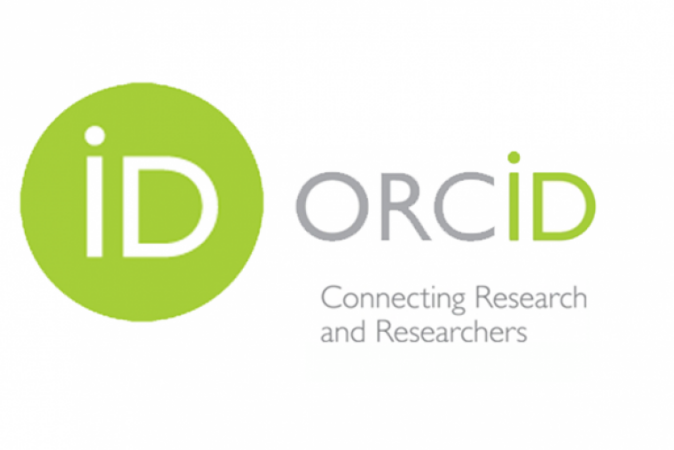 iD
ORCiD
Connecting Research
and Researchers